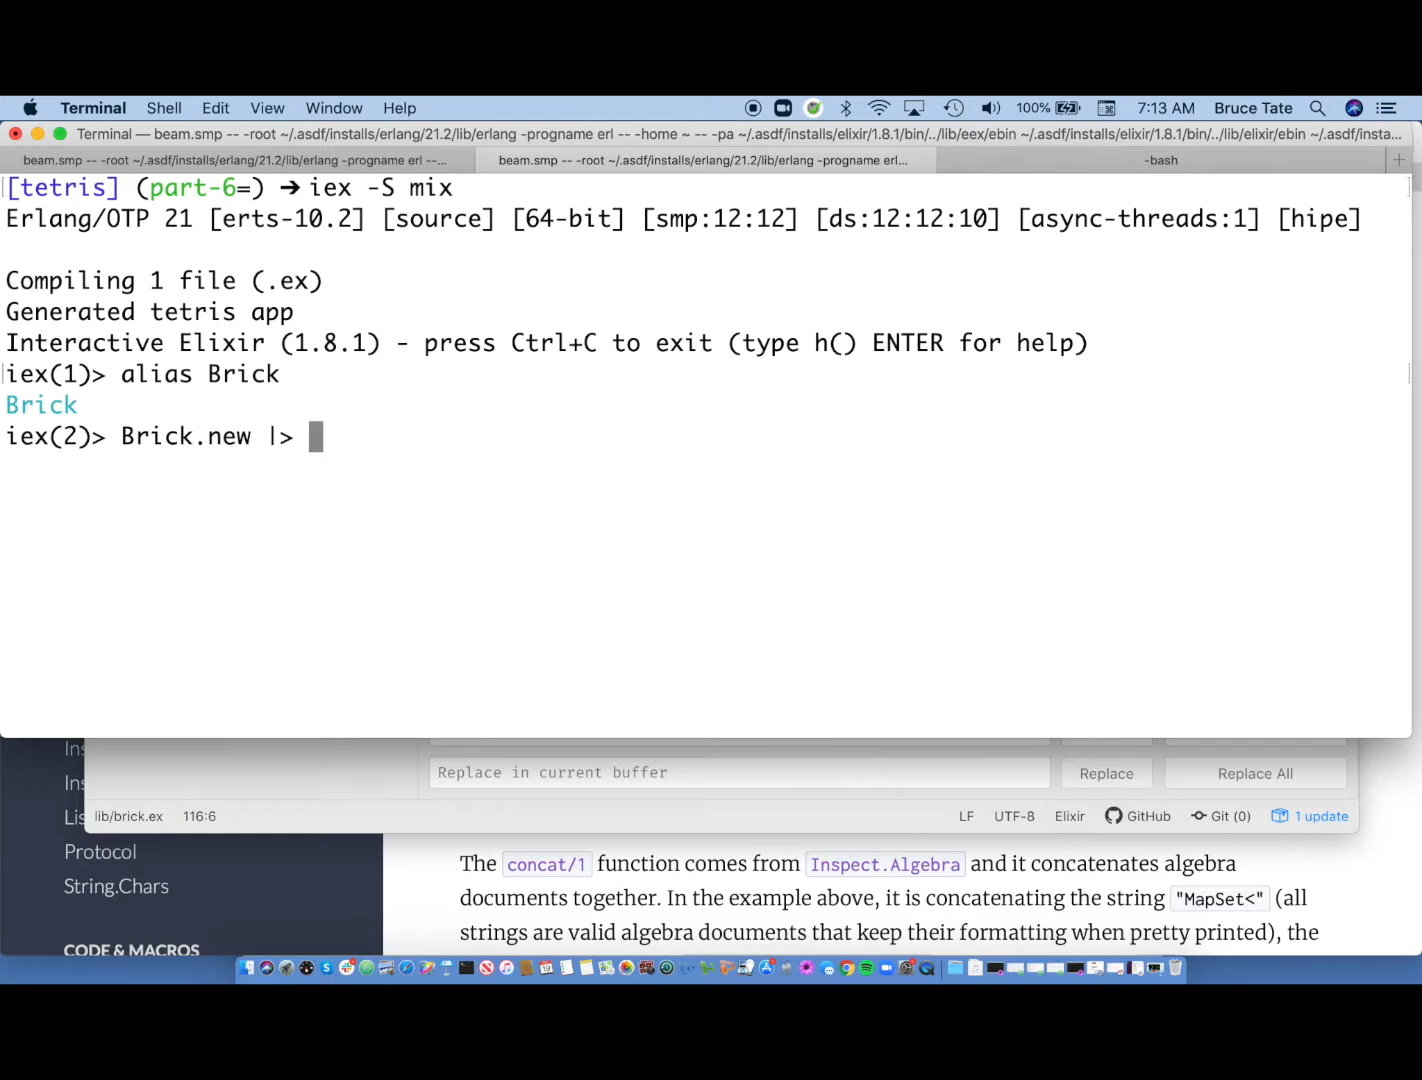 Terminal Shell Edit View Window Help 100% 7:13 AM Bruce Tate
Terminal — beam.smp -- -root ~/.asdf/installs/erlang/21.2/lib/erlang -progname erl -- -home ~ -- -pa ~/.asdf/installs/elixir/1.8.1/bin/../lib/eex/ebin ~/.asdf/installs/elixir/1.8.1/bin/../lib/elixir/ebin ~/.asdf/insta...
beam.smp -- -root ~/.asdf/installs/erlang/21.2/lib/erlang -progname erl --... beam.smp -- -root ~/.asdf/installs/erlang/21.2/lib/erlang -progname erl... -bash +
[tetris] (part-6=) ➔ iex -S mix
Erlang/OTP 21 [erts-10.2] [source] [64-bit] [smp:12:12] [ds:12:12:10] [async-threads:1] [hipe]
Compiling 1 file (.ex)
Generated tetris app
Interactive Elixir (1.8.1) - press Ctrl+C to exit (type h() ENTER for help)
iex(1)> alias Brick
Brick
iex(2)> Brick.new |>
Ins
Replace in current buffer Replace Replace All
Ins
Lis lib/brick.ex 116:6 LF UTF-8 Elixir GitHub Git (0) 1 update
Protocol
The concat/1 function comes from Inspect.Algebra and it concatenates algebra
String.Chars
documents together. In the example above, it is concatenating the string "MapSet<" (all
strings are valid algebra documents that keep their formatting when pretty printed), the
CODE & MACROS